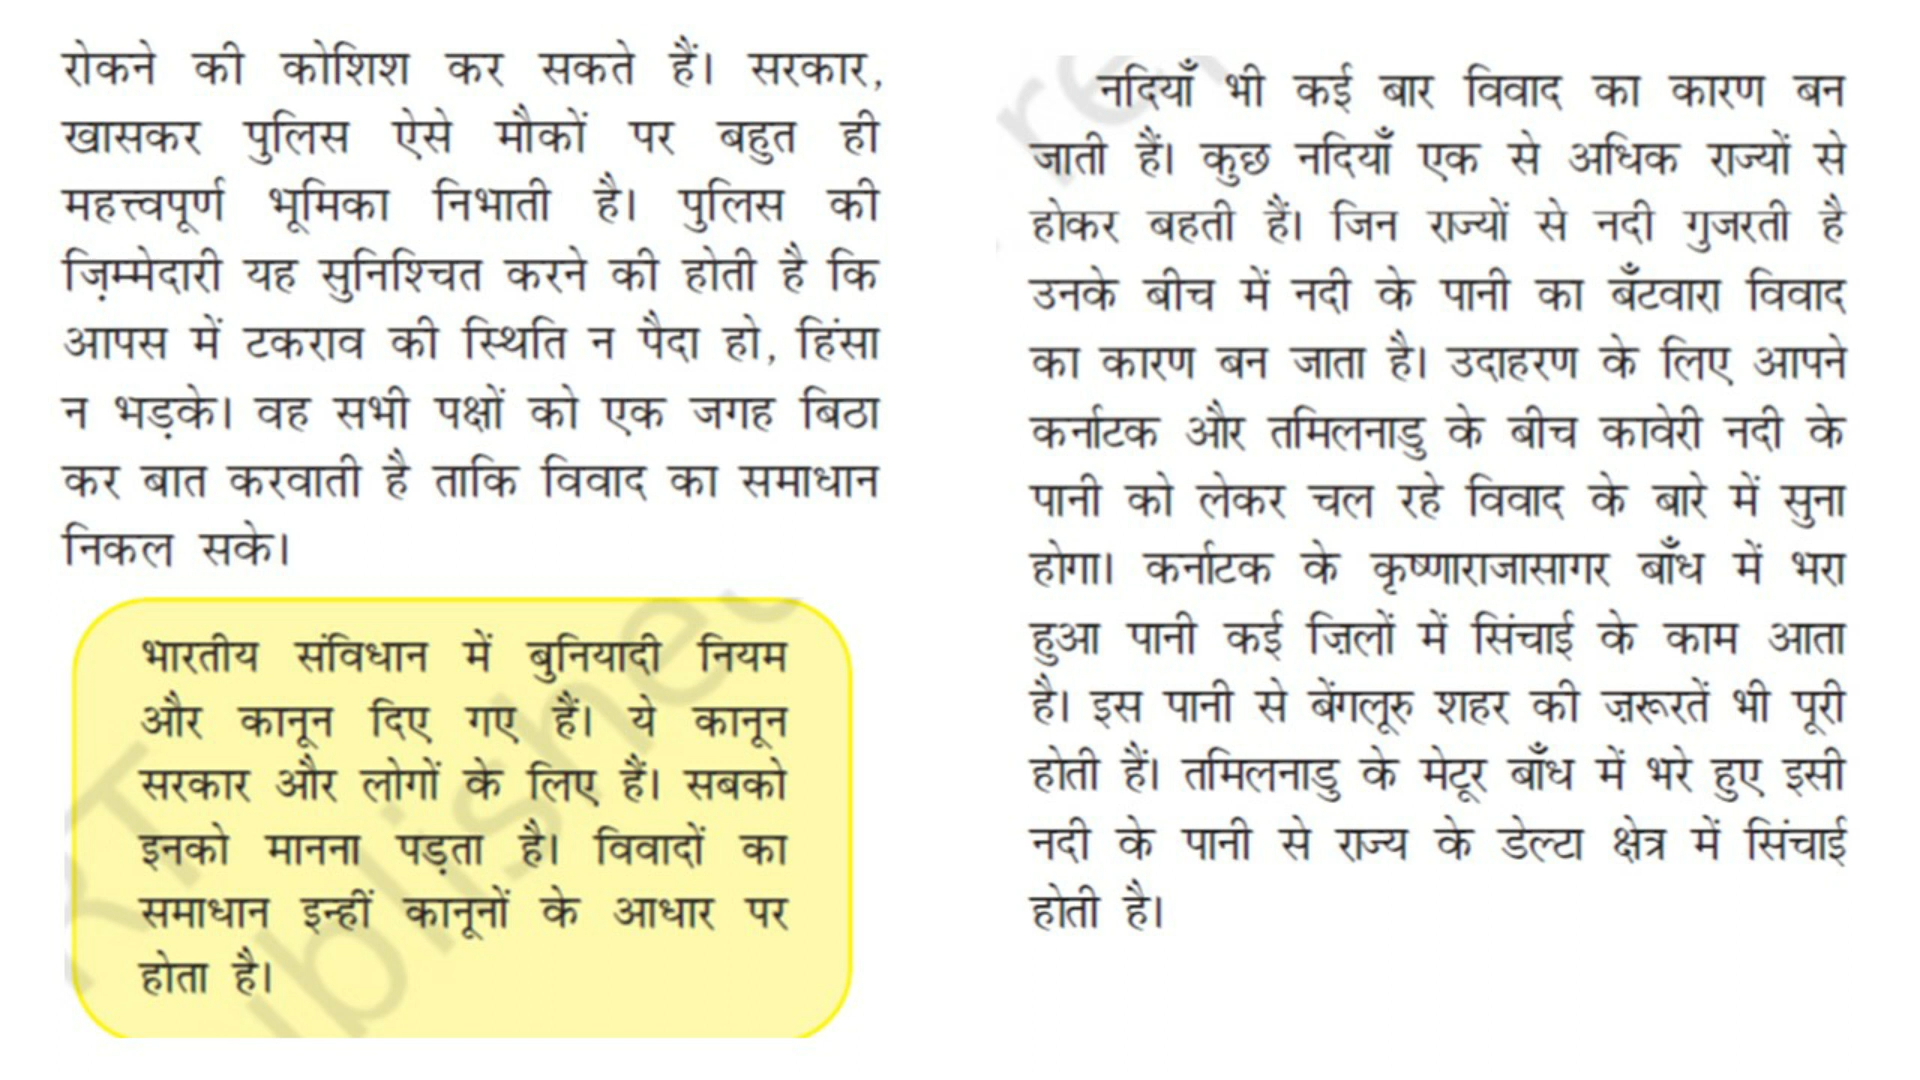 रोकने की कोशिश कर सकते हैं। सरकार,
खासकर पुलिस ऐसे मौकों पर बहुत ही
महत्त्वपूर्ण भूमिका निभाती है। पुलिस की
ज़िम्मेदारी यह सुनिश्चित करने की होती है कि
आपस में टकराव की स्थिति न पैदा हो, हिंसा
न भड़के। वह सभी पक्षों को एक जगह बिठा
कर बात करवाती है ताकि विवाद का समाधान
निकल सके।
भारतीय संविधान में बुनियादी नियम
और कानून दिए गए हैं। ये कानून
सरकार और लोगों के लिए हैं। सबको
इनको मानना पड़ता है। विवादों का
समाधान इन्हीं कानूनों के आधार पर
होता है।
नदियाँ भी कई बार विवाद का कारण बन
जाती हैं। कुछ नदियाँ एक से अधिक राज्यों से
होकर बहती हैं। जिन राज्यों से नदी गुजरती है
उनके बीच में नदी के पानी का बँटवारा विवाद
का कारण बन जाता है। उदाहरण के लिए आपने
कर्नाटक और तमिलनाडु के बीच कावेरी नदी के
पानी को लेकर चल रहे विवाद के बारे में सुना
होगा। कर्नाटक के कृष्णाराजासागर बाँध में भरा
हुआ पानी कई ज़िलों में सिंचाई के काम आता
है। इस पानी से बेंगलूरु शहर की ज़रूरतें भी पूरी
होती हैं। तमिलनाडु के मेटूर बाँध में भरे हुए इसी
नदी के पानी से राज्य के डेल्टा क्षेत्र में सिंचाई
होती है।